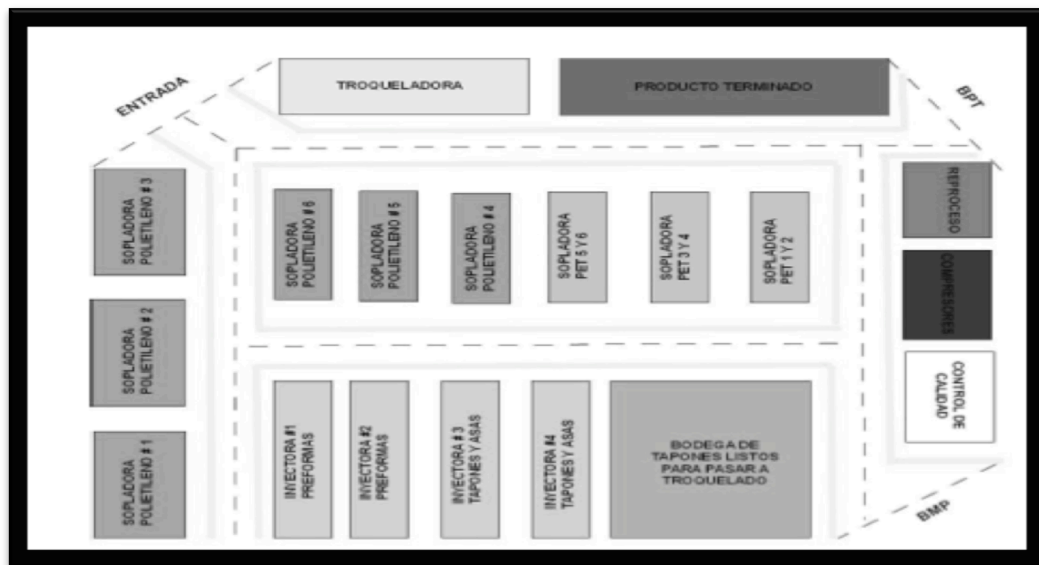 ENTRADA
TROQUELADORA
PRODUCTO TERMINADO
BPT
SOPLADORA
POLIETILENO # 3
SOPLADORA
POLIETILENO #6
SOPLADORA
POLIETILENO #5
SOPLADORA
POLIETILENO #4
SOPLADORA
PET 5 Y 6
SOPLADORA
PET 3 Y 4
SOPLADORA
PET 1 Y 2
REPROCESO
SOPLADORA
POLIETILENO # 2
COMPRESORES
CONTROL DE
CALIDAD
SOPLADORA
POLIETILENO # 1
INYECTORA #1
PREFORMAS
INYECTORA #2
PREFORMAS
INYECTORA # 3
TAPONES Y ASAS
INYECTORA #4
TAPONES Y ASAS
BODEGA DE
TAPONES LISTOS
PARA PASAR A
TROQUELADO
BMP